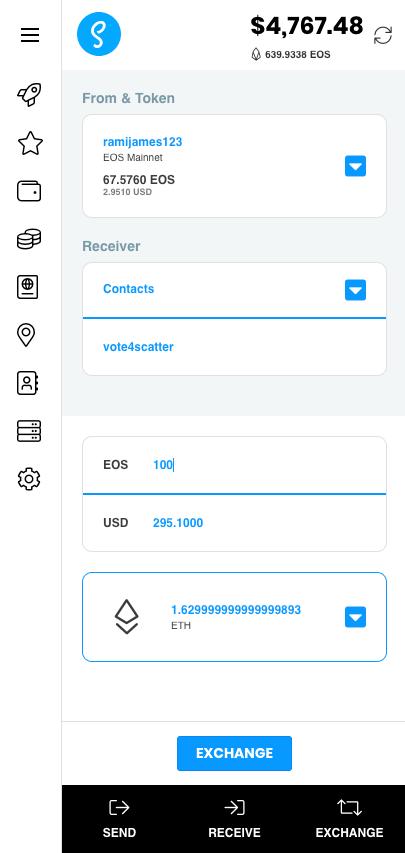 $4,767.48
639.9338 EOS
From & Token
ramijames123
EOS Mainnet
67.5760 EOS
2.9510 USD
Receiver
Contacts
vote4scatter
EOS 100
USD 295.1000
1.629999999999999893
ETH
EXCHANGE
SEND RECEIVE EXCHANGE